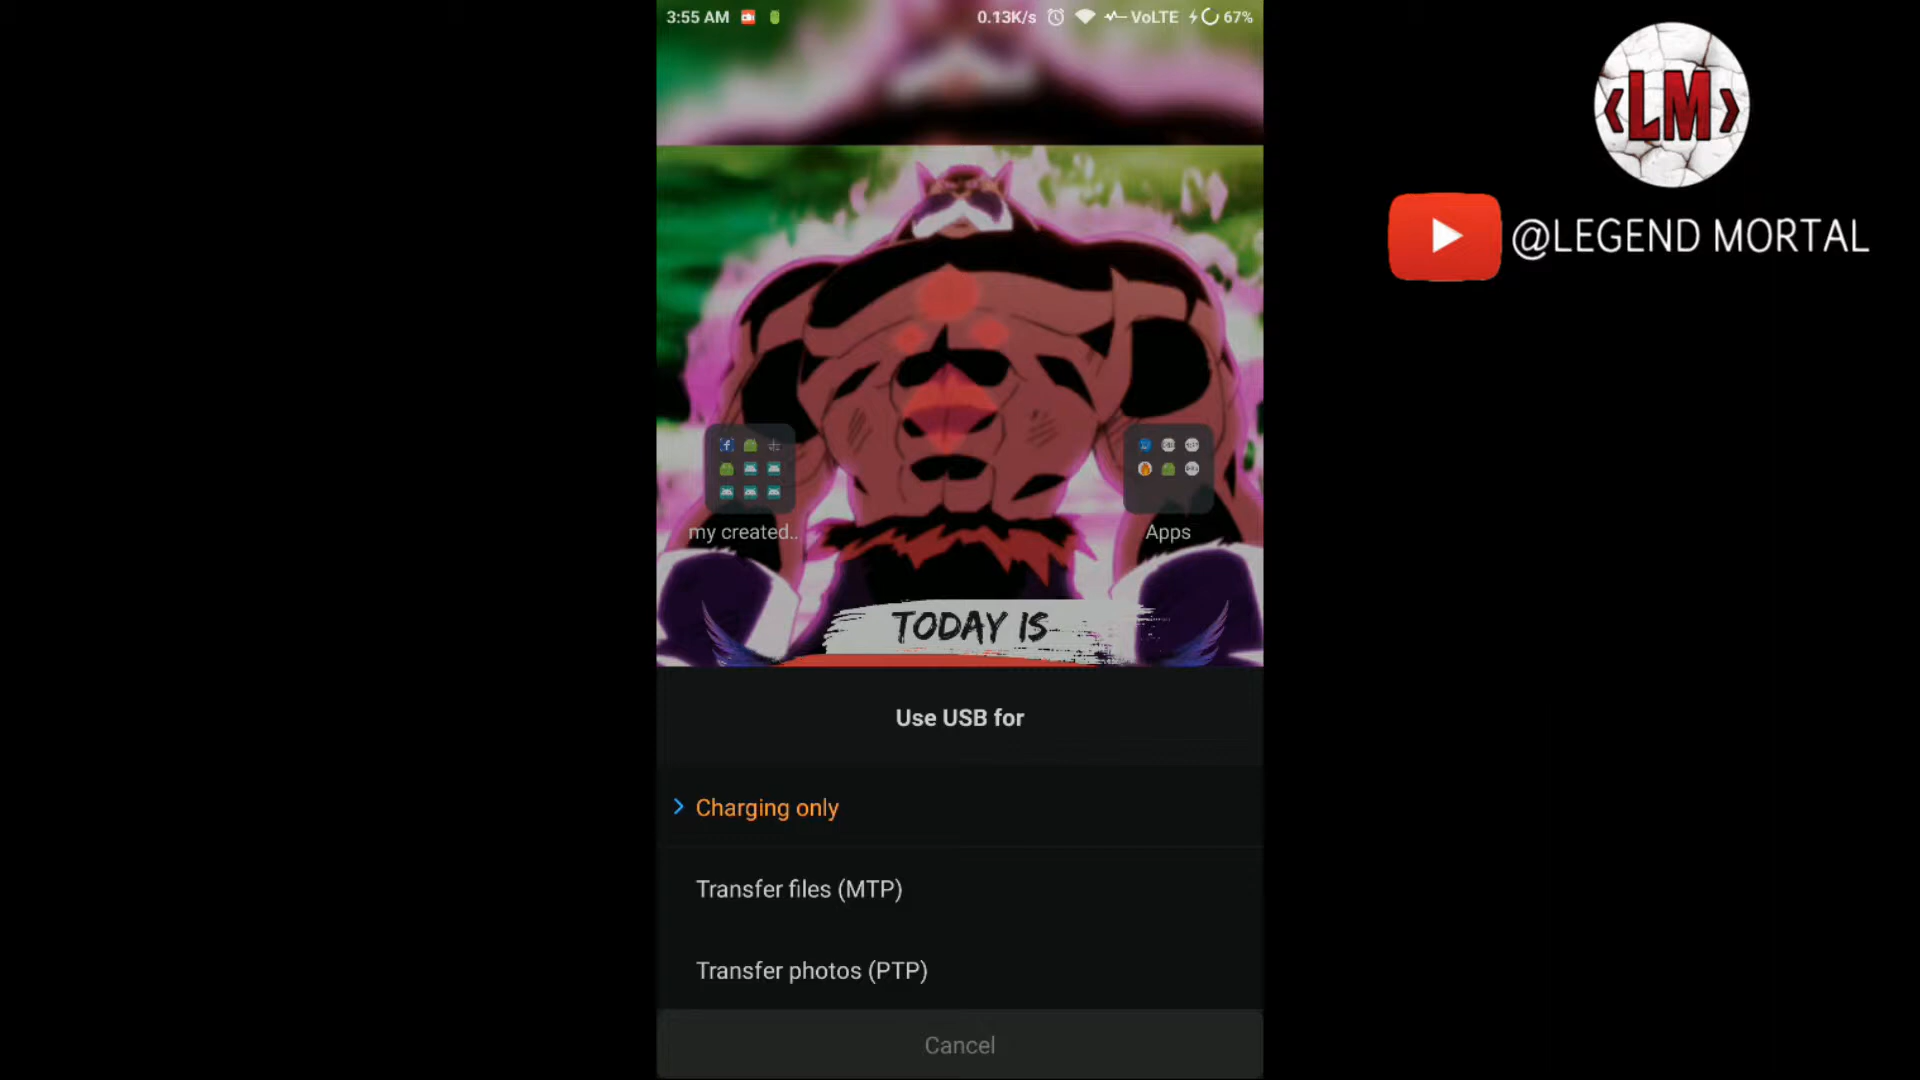 3:55 AM 0.13K/s VoLTE 67%
LM
@LEGEND MORTAL
my created..
Apps
TODAY IS
Use USB for
Charging only
Transfer files (MTP)
Transfer photos (PTP)
Cancel